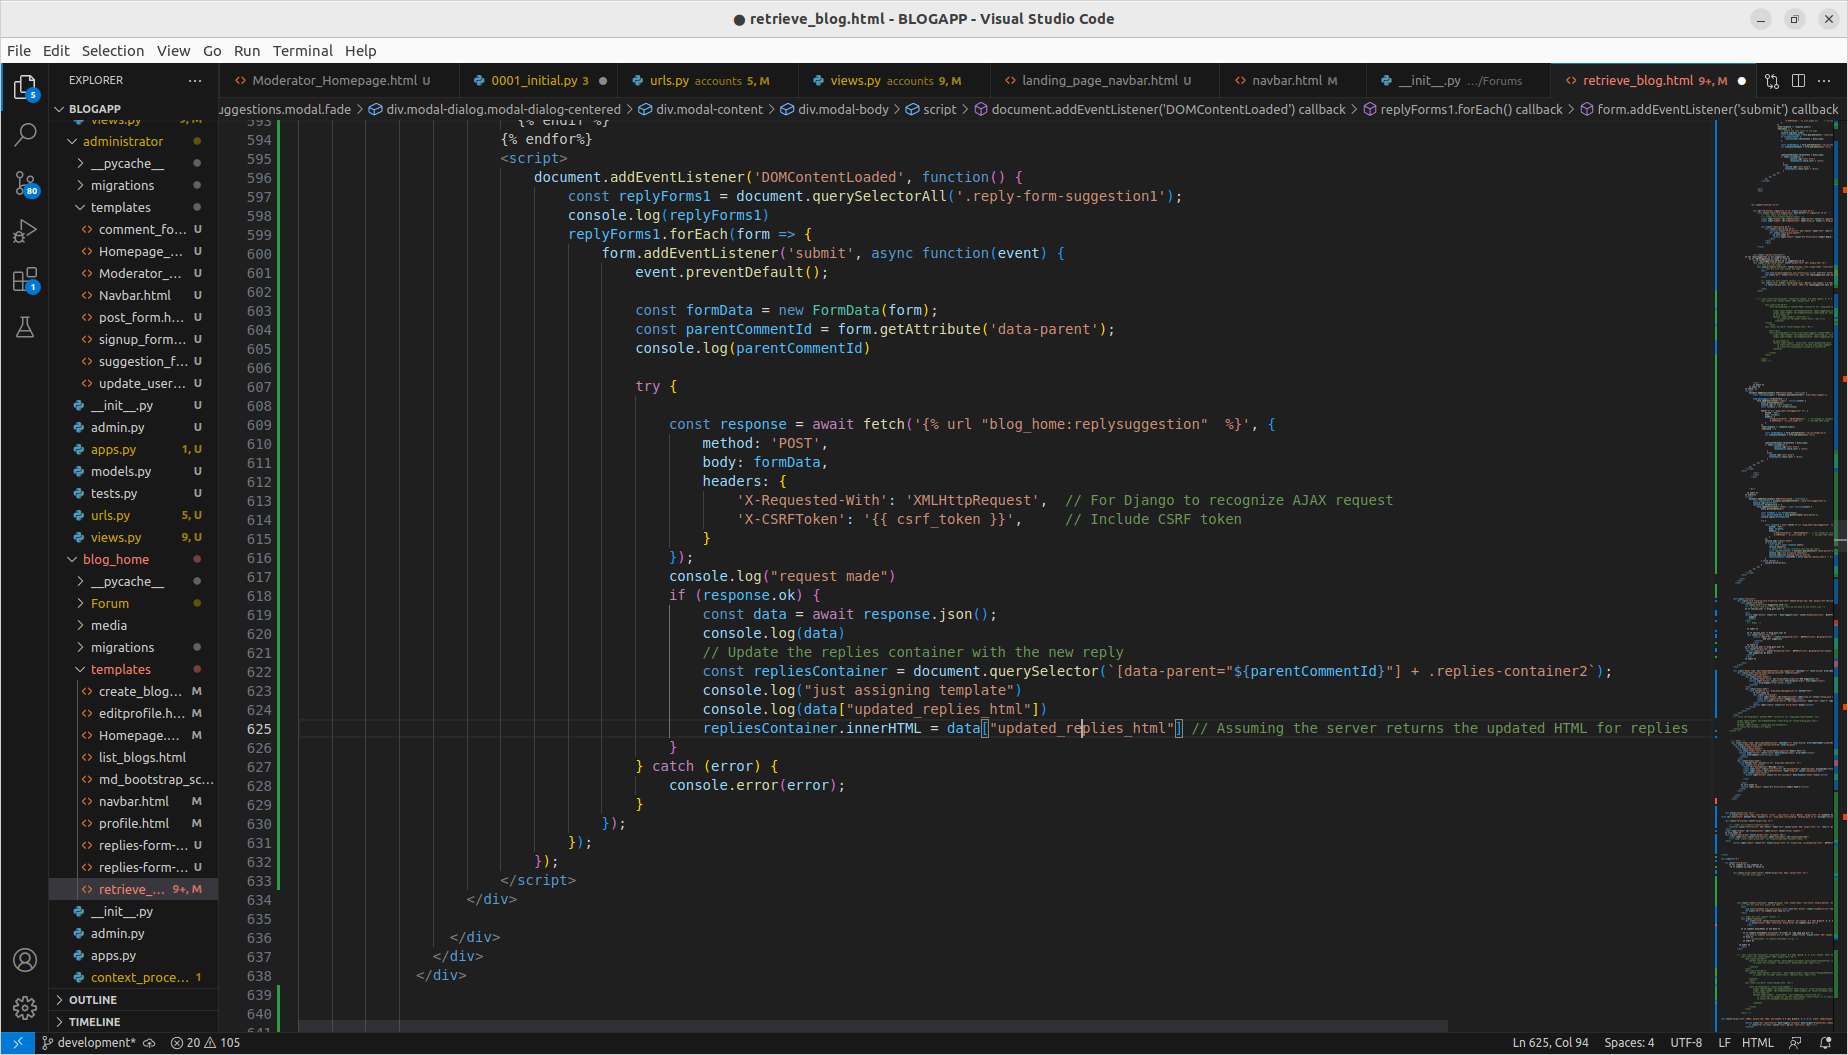 ● retrieve_blog.html - BLOGAPP - Visual Studio Code
File Edit Selection View Go Run Terminal Help
EXPLORER ···
Moderator_Homepage.html U
0001_initial.py 3 ●
urls.py accounts 5, M
views.py accounts 9, M
landing_page_navbar.html U
navbar.html M
__init__.py .../Forums
retrieve_blog.html 9+, M ●
uggestions.modal.fade > div.modal-dialog.modal-dialog-centered > div.modal-content > div.modal-body > script > document.addEventListener('DOMContentLoaded') callback > replyForms1.forEach() callback > form.addEventListener('submit') callback
BLOGAPP
views.py 9, M
administrator
__pycache__
migrations
templates
comment_fo... U
Homepage_... U
Moderator_... U
Navbar.html U
post_form.h... U
signup_form... U
suggestion_f... U
update_user... U
__init__.py U
admin.py U
apps.py 1, U
models.py U
tests.py U
urls.py 5, U
views.py 9, U
blog_home
__pycache__
Forum
media
migrations
templates
create_blog... M
editprofile.h... M
Homepage.... M
list_blogs.html
md_bootstrap_sc...
navbar.html M
profile.html M
replies-form-... U
replies-form-... U
retrieve_... 9+, M
__init__.py
admin.py
apps.py
context_proce... 1
OUTLINE
TIMELINE
5
80
1
593 {% endif %}
594 {% endfor%}
595 <script>
596 document.addEventListener('DOMContentLoaded', function() {
597 const replyForms1 = document.querySelectorAll('.reply-form-suggestion1');
598 console.log(replyForms1)
599 replyForms1.forEach(form => {
600 form.addEventListener('submit', async function(event) {
601 event.preventDefault();
602
603 const formData = new FormData(form);
604 const parentCommentId = form.getAttribute('data-parent');
605 console.log(parentCommentId)
606
607 try {
608
609 const response = await fetch('{% url "blog_home:replysuggestion"  %}', {
610 method: 'POST',
611 body: formData,
612 headers: {
613 'X-Requested-With': 'XMLHttpRequest',  // For Django to recognize AJAX request
614 'X-CSRFToken': '{{ csrf_token }}',     // Include CSRF token
615 }
616 });
617 console.log("request made")
618 if (response.ok) {
619 const data = await response.json();
620 console.log(data)
621 // Update the replies container with the new reply
622 const repliesContainer = document.querySelector(`[data-parent="${parentCommentId}"] + .replies-container2`);
623 console.log("just assigning template")
624 console.log(data["updated_replies_html"])
625 repliesContainer.innerHTML = data["updated_replies_html"] // Assuming the server returns the updated HTML for replies
626 }
627 } catch (error) {
628 console.error(error);
629 }
630 });
631 });
632 });
633 </script>
634 </div>
635
636 </div>
637 </div>
638 </div>
639
640
641
development* 20 105
Ln 625, Col 94 Spaces: 4 UTF-8 LF HTML